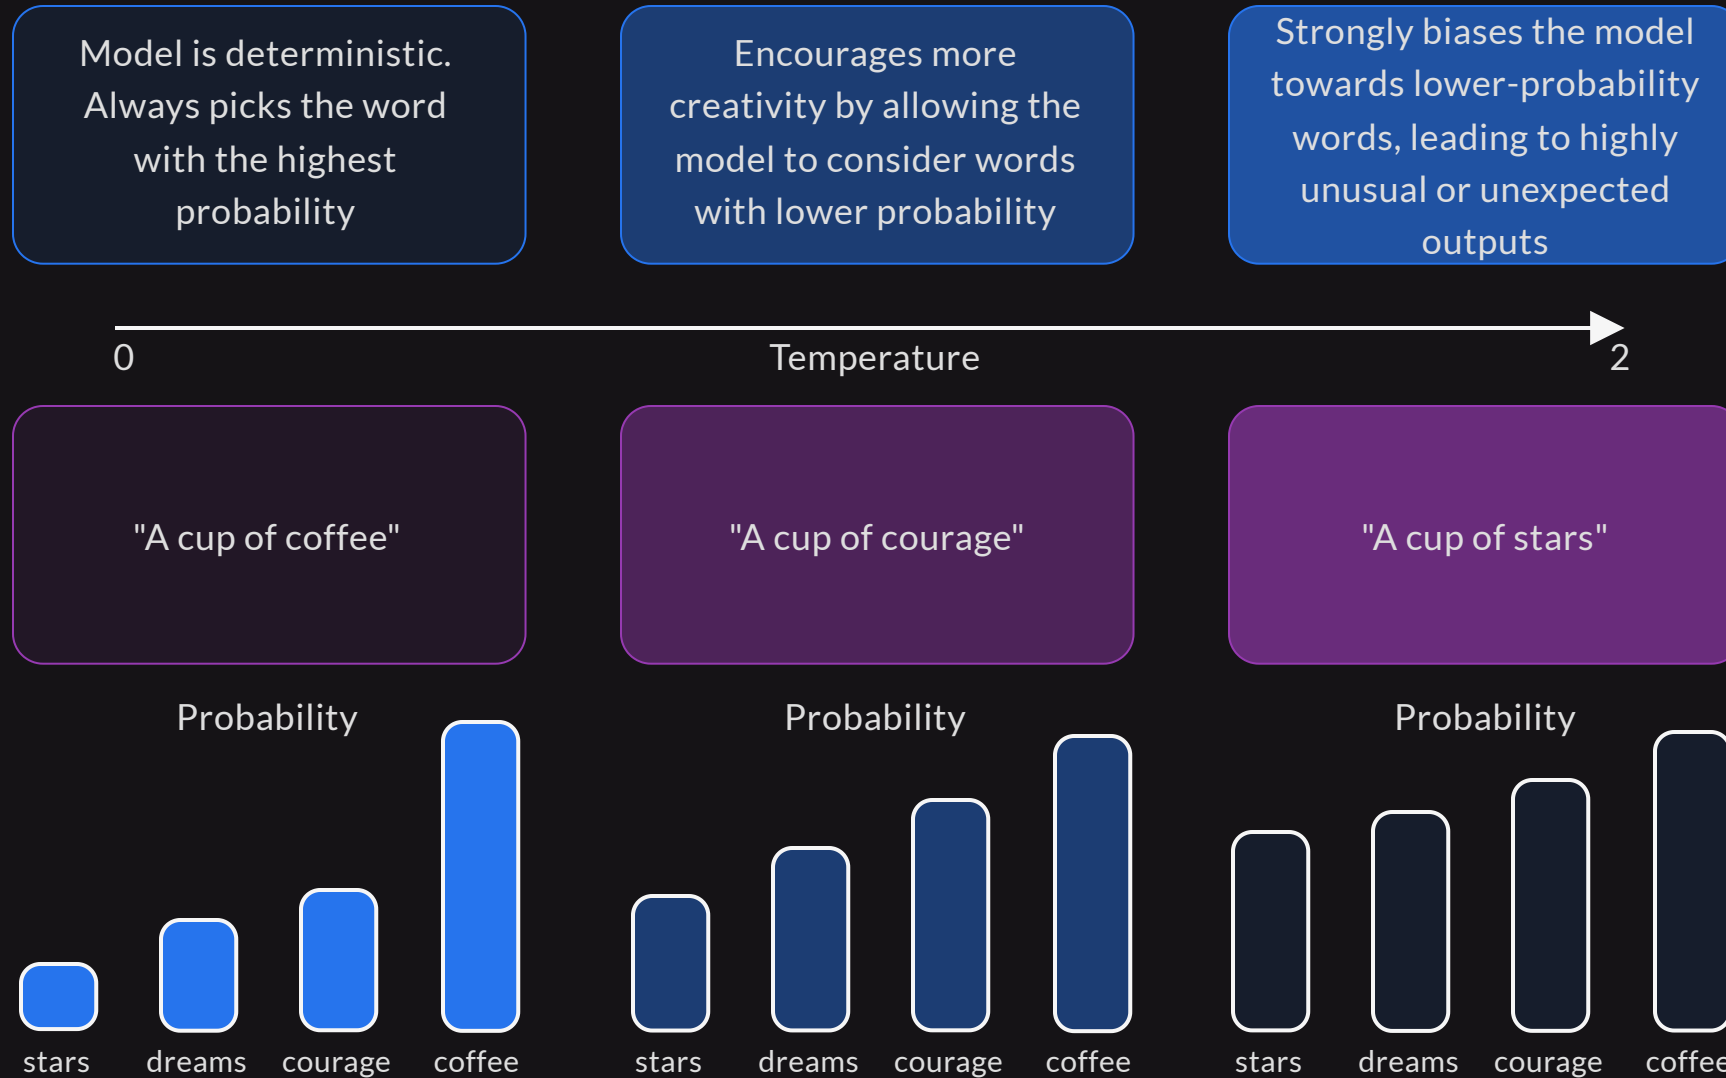 Model is deterministic.
Always picks the word
with the highest
probability
Encourages more
creativity by allowing the
model to consider words
with lower probability
Strongly biases the model
towards lower-probability
words, leading to highly
unusual or unexpected
outputs
0
Temperature
2
"A cup of coffee"
"A cup of courage"
"A cup of stars"
Probability
Probability
Probability
stars
dreams
courage
coffee
stars
dreams
courage
coffee
stars
dreams
courage
coffee